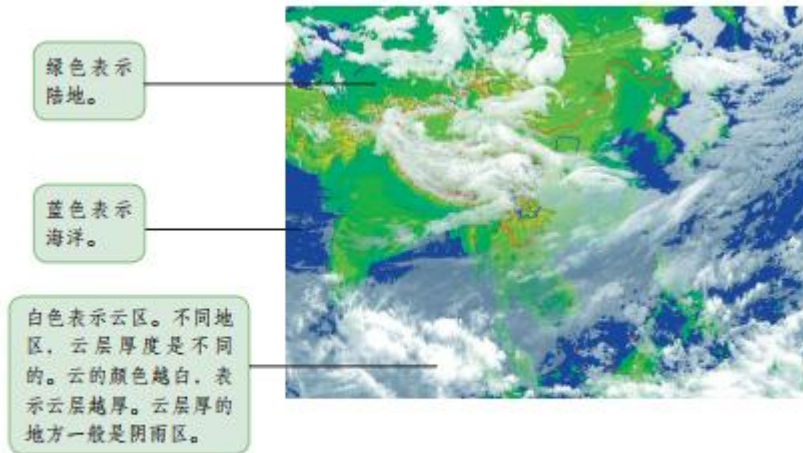 绿色表示
陆地。
蓝色表示
海洋。
白色表示云区。不同地
区，云层厚度是不同
的。云的颜色越白，表
示云层越厚。云层厚的
地方一般是阴雨区。